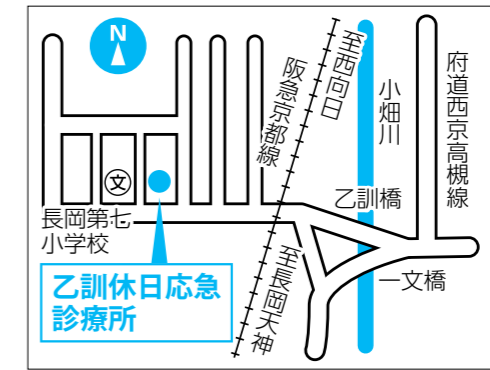 N
至西向日
阪急京都線
小畑川
府道西京高槻線
文
乙訓橋
長岡第七
小学校
至長岡天神
一文橋
乙訓休日応急
診療所